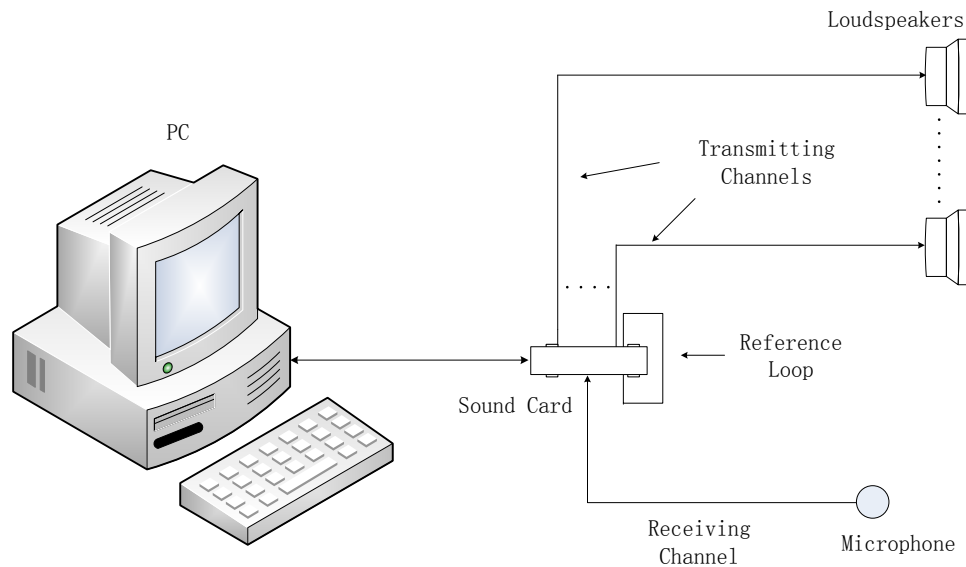 Loudspeakers
PC
Transmitting
Channels
Reference
Loop
Sound Card
Receiving
Channel
Microphone